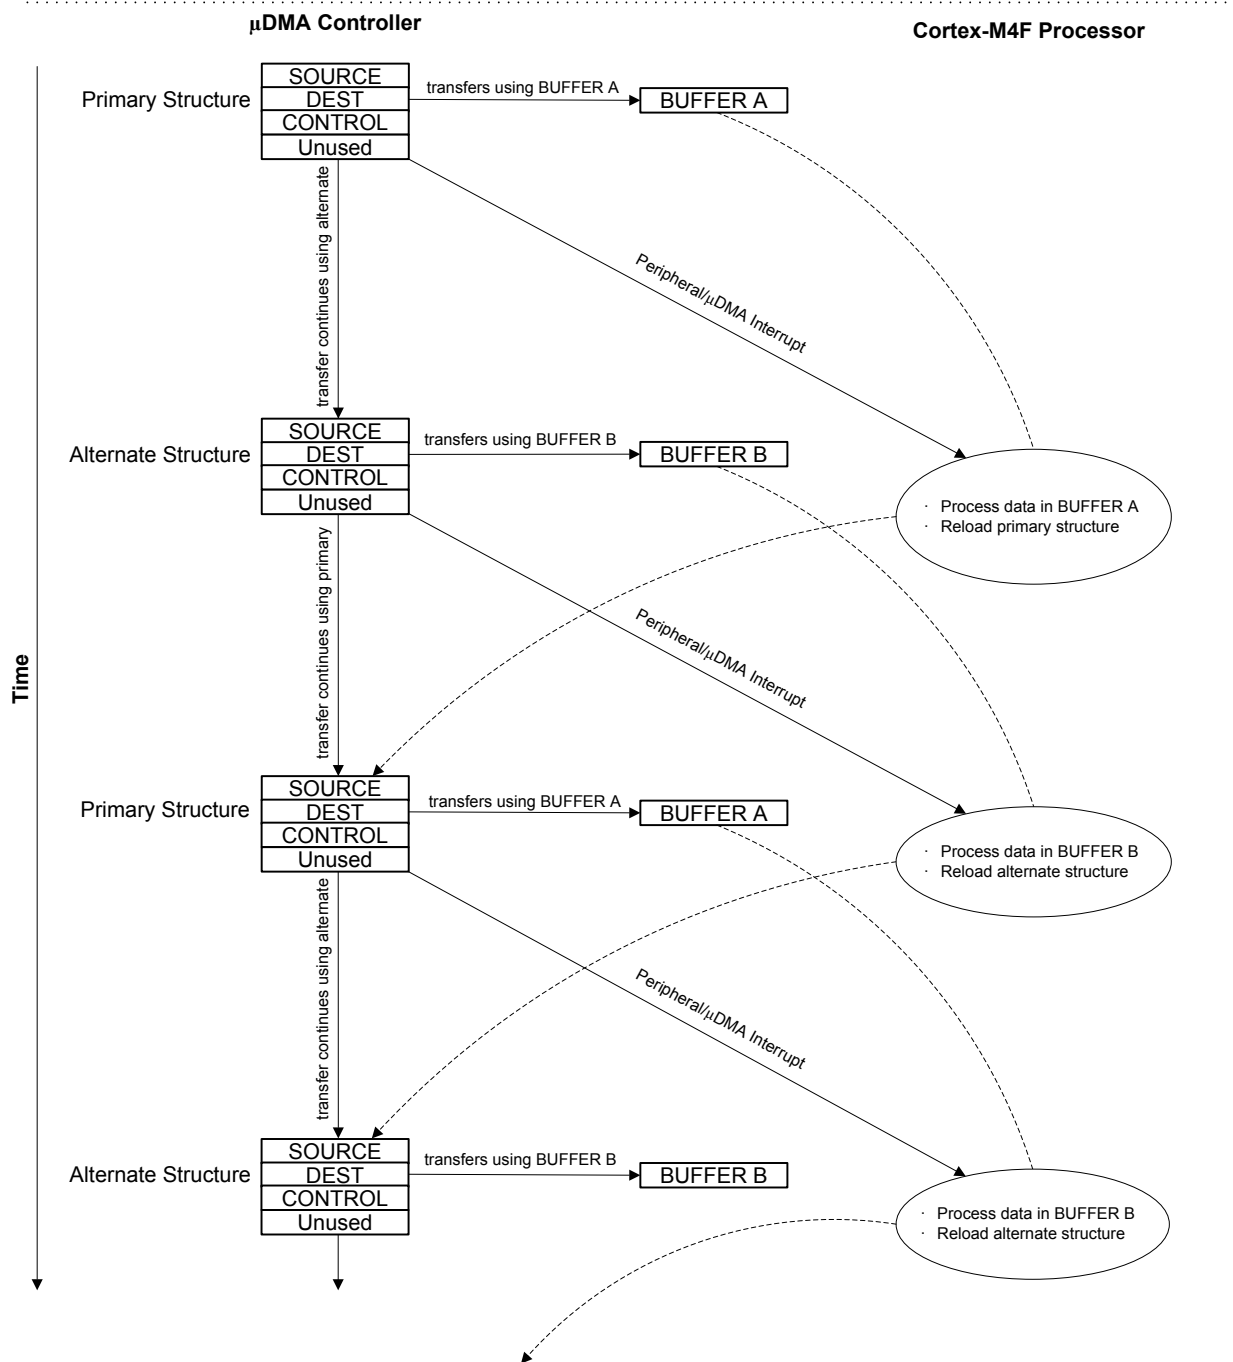 μDMA Controller
Cortex-M4F Processor
Primary Structure
SOURCE
DEST
CONTROL
Unused
transfers using BUFFER A
BUFFER A
transfer continues using alternate
Peripheral/μDMA Interrupt
Alternate Structure
SOURCE
DEST
CONTROL
Unused
transfers using BUFFER B
BUFFER B
· Process data in BUFFER A
· Reload primary structure
transfer continues using primary
Peripheral/μDMA Interrupt
Time
Primary Structure
SOURCE
DEST
CONTROL
Unused
transfers using BUFFER A
BUFFER A
· Process data in BUFFER B
· Reload alternate structure
transfer continues using alternate
Peripheral/μDMA Interrupt
Alternate Structure
SOURCE
DEST
CONTROL
Unused
transfers using BUFFER B
BUFFER B
· Process data in BUFFER B
· Reload alternate structure